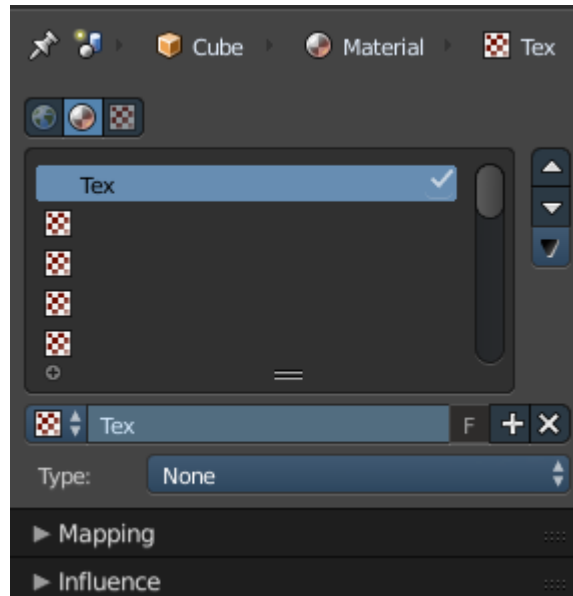 Cube Material Tex
Tex
Tex F
Type: None
Mapping
Influence